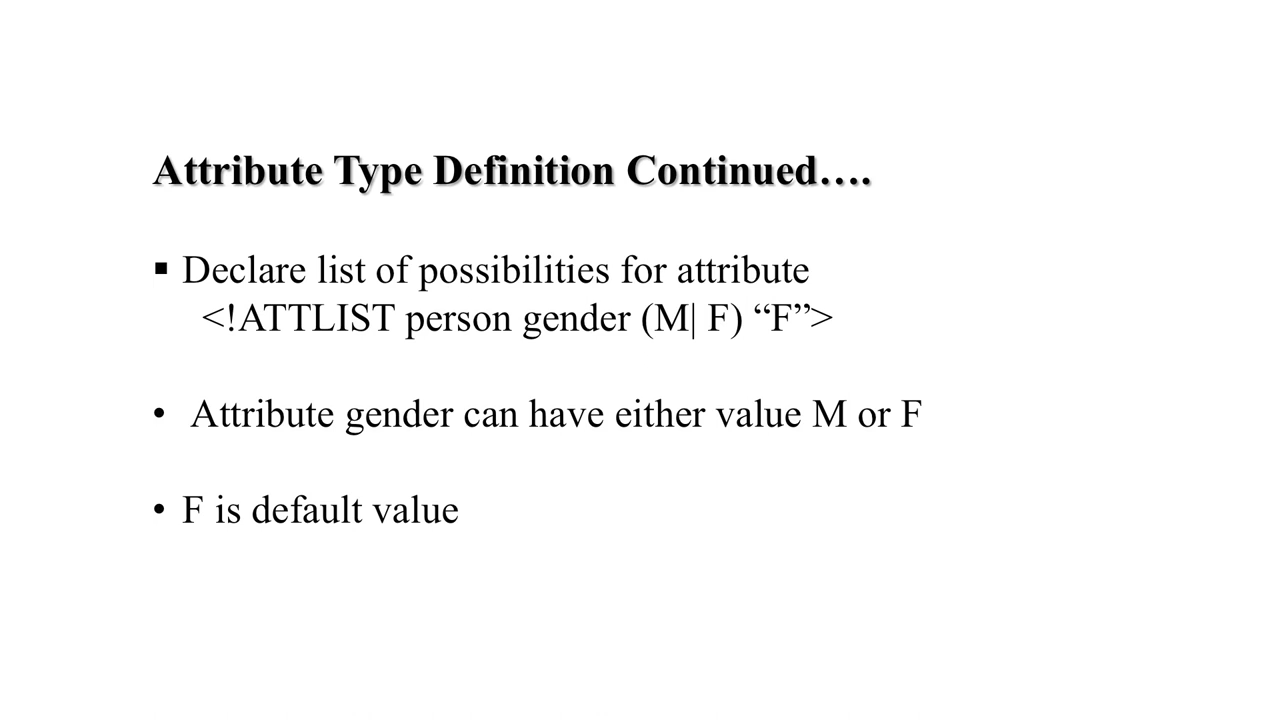 Attribute Type Definition Continued….
▪ Declare list of possibilities for attribute
<!ATTLIST person gender (M| F) “F”>
• Attribute gender can have either value M or F
• F is default value